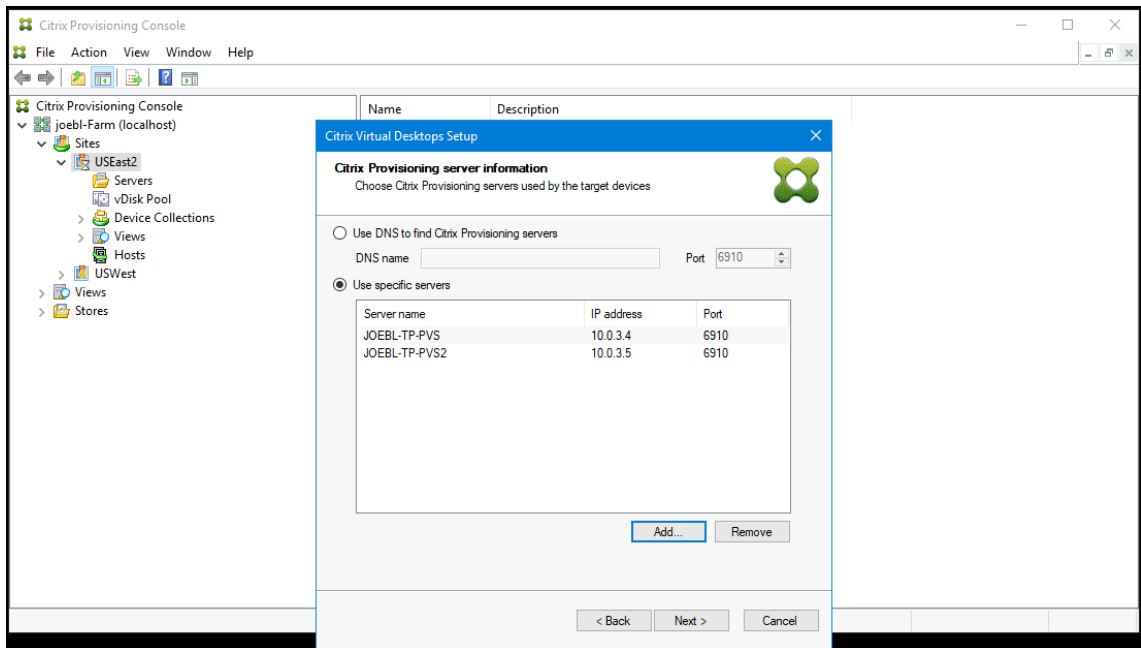 Citrix Provisioning Console
File Action View Window Help
Citrix Provisioning Console
joebl-Farm (localhost)
Sites
USEast2
Servers
vDisk Pool
Device Collections
Views
Hosts
USWest
Views
Stores
Name Description
Citrix Virtual Desktops Setup
Citrix Provisioning server information
Choose Citrix Provisioning servers used by the target devices
Use DNS to find Citrix Provisioning servers
DNS name Port 6910
Use specific servers
Server name IP address Port
JOEBL-TP-PVS 10.0.3.4 6910
JOEBL-TP-PVS2 10.0.3.5 6910
Add... Remove
< Back Next > Cancel